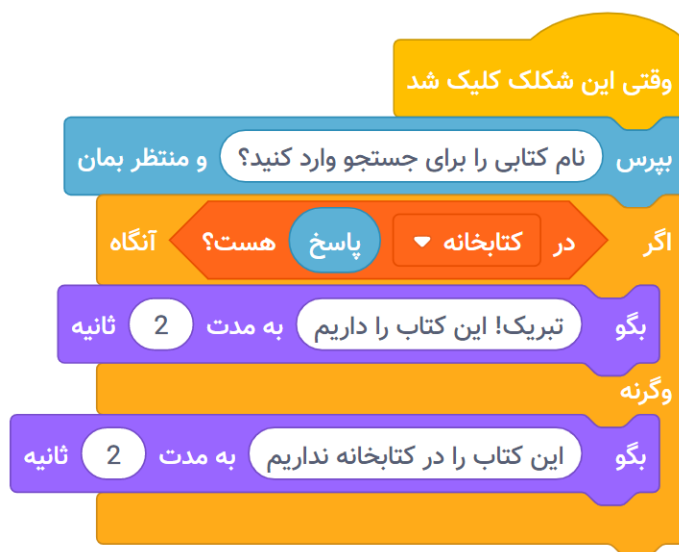 وقتی این شکلک کلیک شد
بپرس نام کتابی را برای جستجو وارد کنید؟ و منتظر بمان
اگر در کتابخانه پاسخ هست؟ آنگاه
بگو تبریک! این کتاب را داریم به مدت 2 ثانیه
وگرنه
بگو این کتاب را در کتابخانه نداریم به مدت 2 ثانیه